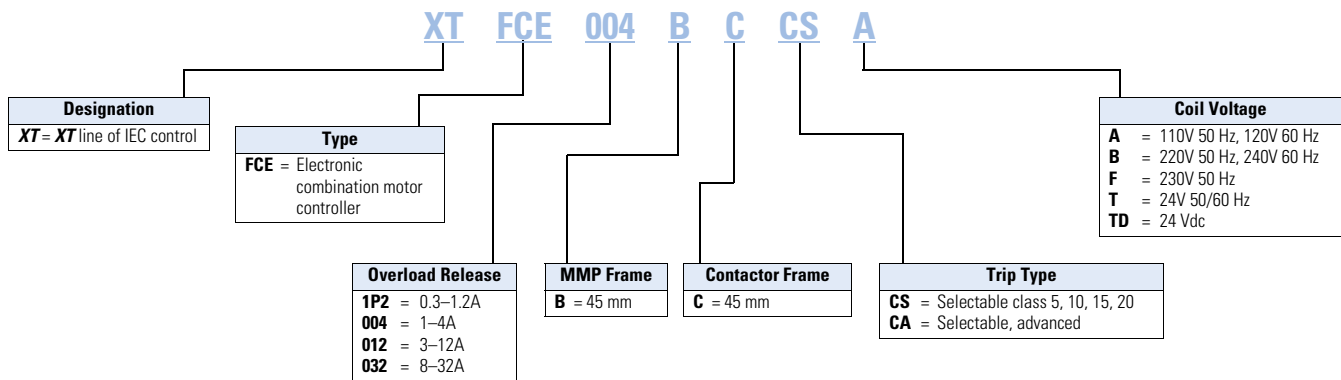 XT FCE 004 B C CS A
Designation
XT = XT line of IEC control
Type
FCE = Electronic
combination motor
controller
Overload Release
1P2 = 0.3–1.2A
004 = 1–4A
012 = 3–12A
032 = 8–32A
MMP Frame
B = 45 mm
Contactor Frame
C = 45 mm
Trip Type
CS = Selectable class 5, 10, 15, 20
CA = Selectable, advanced
Coil Voltage
A = 110V 50 Hz, 120V 60 Hz
B = 220V 50 Hz, 240V 60 Hz
F = 230V 50 Hz
T = 24V 50/60 Hz
TD = 24 Vdc